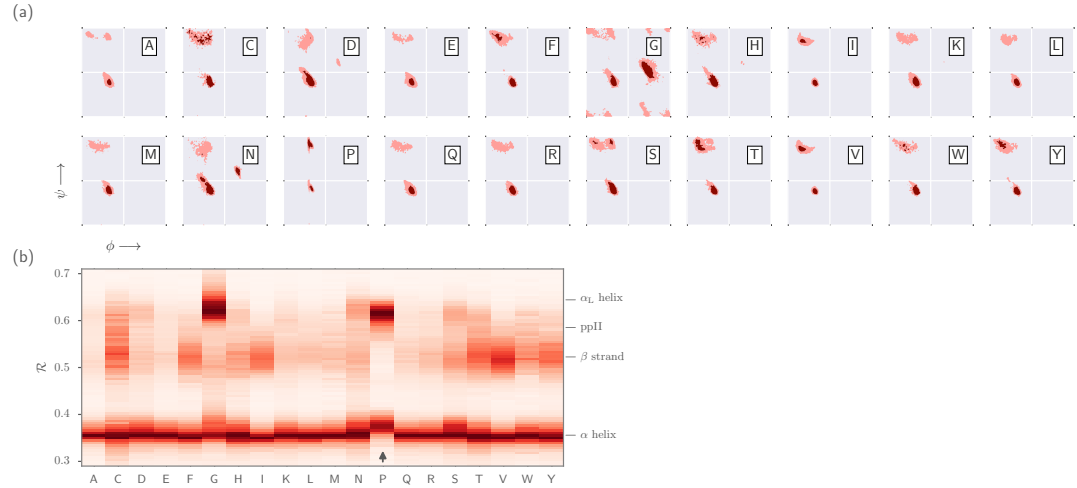 (a)
A C D E F G H I K L
M N P Q R S T V W Y
ψ ⟶
ϕ ⟶
(b)
0.7
0.6
0.5
0.4
0.3
ℛ
α_L helix
ppII
β strand
α helix
A C D E F G H I K L M N P Q R S T V W Y